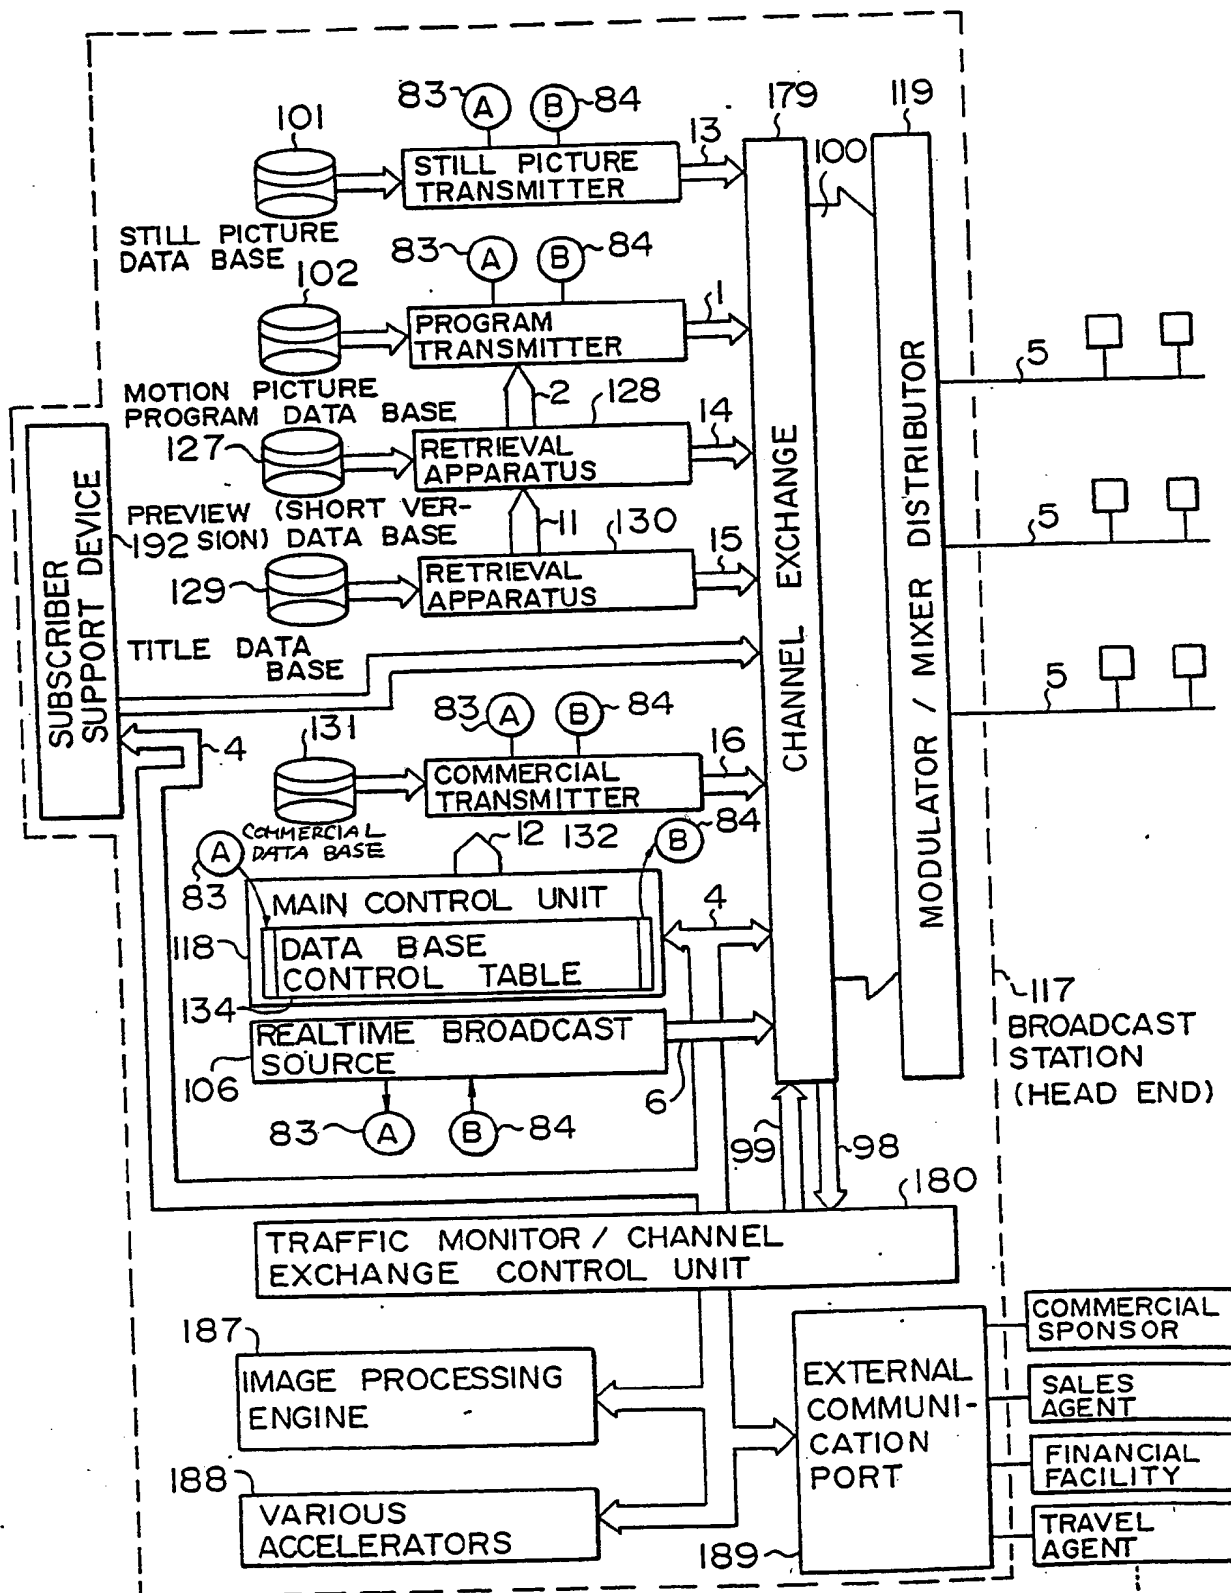 83 A B 84
179
119
101
13
100
STILL PICTURE
TRANSMITTER
STILL PICTURE
DATA BASE
83 A B 84
102
1
PROGRAM
TRANSMITTER
MOTION PICTURE
PROGRAM DATA BASE
2
128
127
14
RETRIEVAL
APPARATUS
PREVIEW (SHORT VER-
SION) DATA BASE
192
11
130
129
15
RETRIEVAL
APPARATUS
TITLE DATA
BASE
SUBSCRIBER
SUPPORT DEVICE
CHANNEL EXCHANGE
MODULATOR / MIXER DISTRIBUTOR
5
5
5
83 A B 84
4
131
16
COMMERCIAL
TRANSMITTER
COMMERCIAL
DATA BASE
12
132
84
A
B
83
MAIN CONTROL UNIT
4
118
DATA BASE
CONTROL TABLE
134
REALTIME BROADCAST
SOURCE
106
6
83 A B 84
117
BROADCAST
STATION
(HEAD END)
99
98
180
TRAFFIC MONITOR / CHANNEL
EXCHANGE CONTROL UNIT
187
IMAGE PROCESSING
ENGINE
188
VARIOUS
ACCELERATORS
EXTERNAL
COMMUNI-
CATION
PORT
189
COMMERCIAL
SPONSOR
SALES
AGENT
FINANCIAL
FACILITY
TRAVEL
AGENT